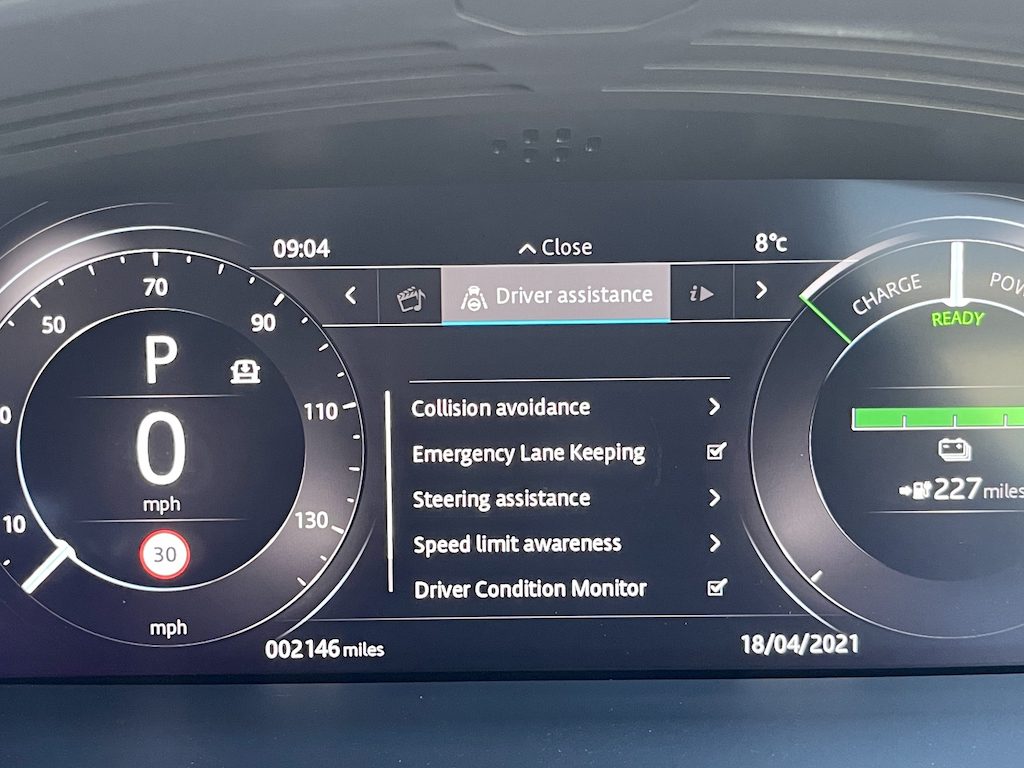 09:04
Close
8°C
Driver assistance
i
50
70
90
110
130
10
0
P
0
mph
30
mph
002146 miles
Collision avoidance
Emergency Lane Keeping
Steering assistance
Speed limit awareness
Driver Condition Monitor
CHARGE
POW
READY
227 miles
18/04/2021